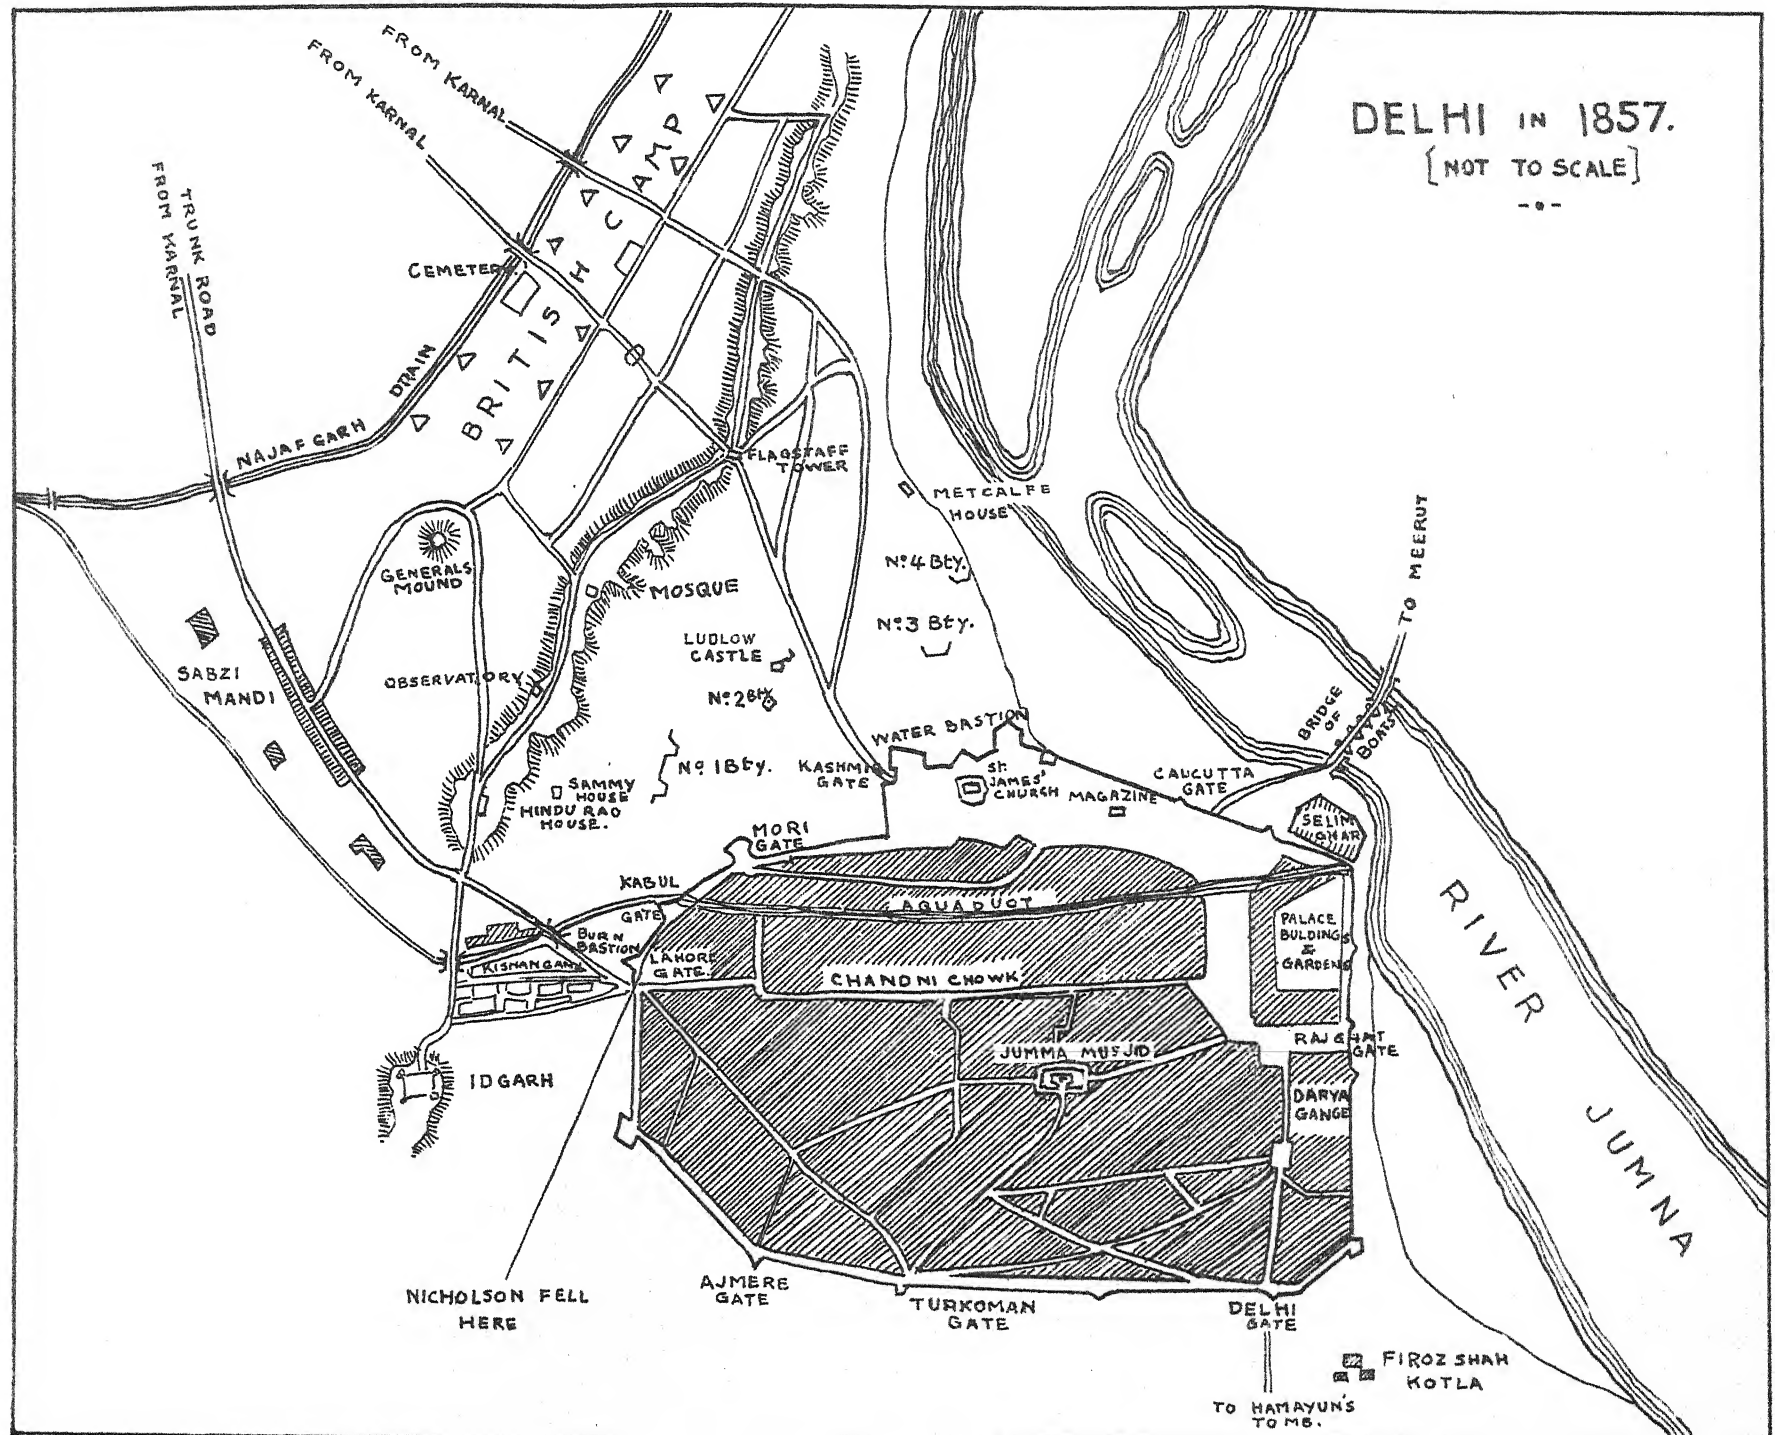 DELHI IN 1857.
[NOT TO SCALE]
FROM KARNAL
FROM KARNAL
TRUNK ROAD
FROM KARNAL
CEMETERY
BRITISH CAMP
NAJAFGARH DRAIN
FLAGSTAFF
TOWER
METCALFE
HOUSE
TO MEERUT
GENERALS
MOUND
MOSQUE
No. 4 Bty.
No. 3 Bty.
LUDLOW
CASTLE
SABZI
MANDI
OBSERVATORY
No. 2 Bty
BRIDGE
OF
BOATS
WATER BASTION
No. 1 Bty.
KASHMIR
GATE
ST.
JAMES'
CHURCH
MAGAZINE
CALCUTTA
GATE
SAMMY
HOUSE
HINDU RAO
HOUSE.
SELIM
GHAR
MORI
GATE
KABUL
GATE
AQUADUCT
BURN
BASTION
LAHORE
GATE.
KISHANGANJ
PALACE
BULDINGS
&
GARDENS
RIVER JUMNA
CHANDNI CHOWK
RAJGHAT
GATE
JUMMA MUSJID
IDGARH
DARYA
GANGE
NICHOLSON FELL
HERE
AJMERE
GATE
TURKOMAN
GATE
DELHI
GATE
FIROZ SHAH
KOTLA
TO HAMAYUN'S
TOMB.